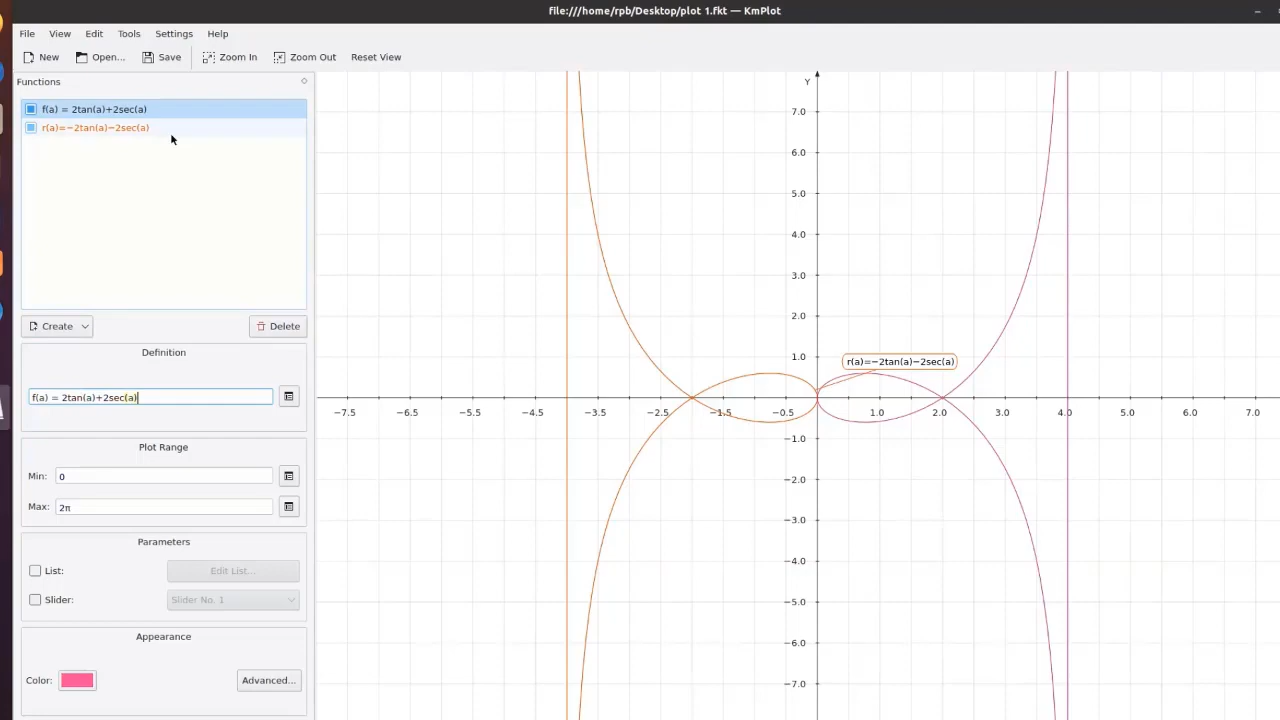 file:///home/rpb/Desktop/plot 1.fkt — KmPlot
File View Edit Tools Settings Help
New Open... Save Zoom In Zoom Out Reset View
Functions
f(a) = 2tan(a)+2sec(a)
r(a)=−2tan(a)−2sec(a)
Create Delete
Definition
f(a) = 2tan(a)+2sec(a)
Plot Range
Min: 0
Max: 2π
Parameters
List: Edit List...
Slider: Slider No. 1
Appearance
Color: Advanced...
Y
7.0
6.0
5.0
4.0
3.0
2.0
1.0
r(a)=−2tan(a)−2sec(a)
−7.5 −6.5 −5.5 −4.5 −3.5 −2.5 −1.5 −0.5 1.0 2.0 3.0 4.0 5.0 6.0 7.0
−1.0
−2.0
−3.0
−4.0
−5.0
−6.0
−7.0